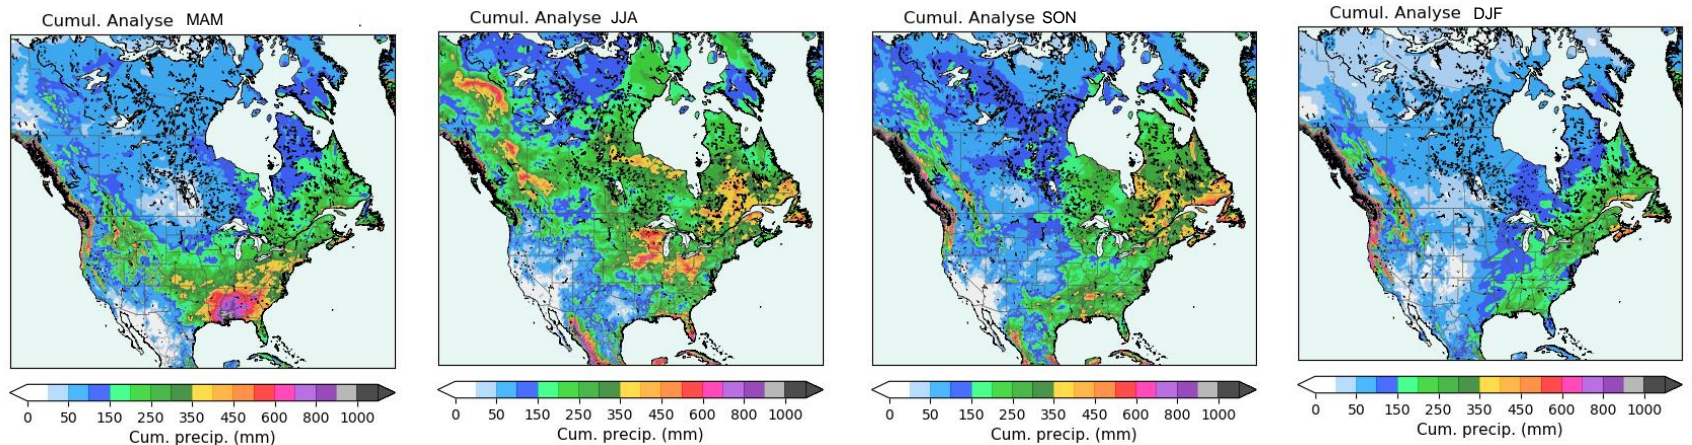 Cumul. Analyse MAM
0 50 150 250 350 450 600 800 1000
Cum. precip. (mm)
Cumul. Analyse JJA
0 50 150 250 350 450 600 800 1000
Cum. precip. (mm)
Cumul. Analyse SON
0 50 150 250 350 450 600 800 1000
Cum. precip. (mm)
Cumul. Analyse DJF
0 50 150 250 350 450 600 800 1000
Cum. precip. (mm)